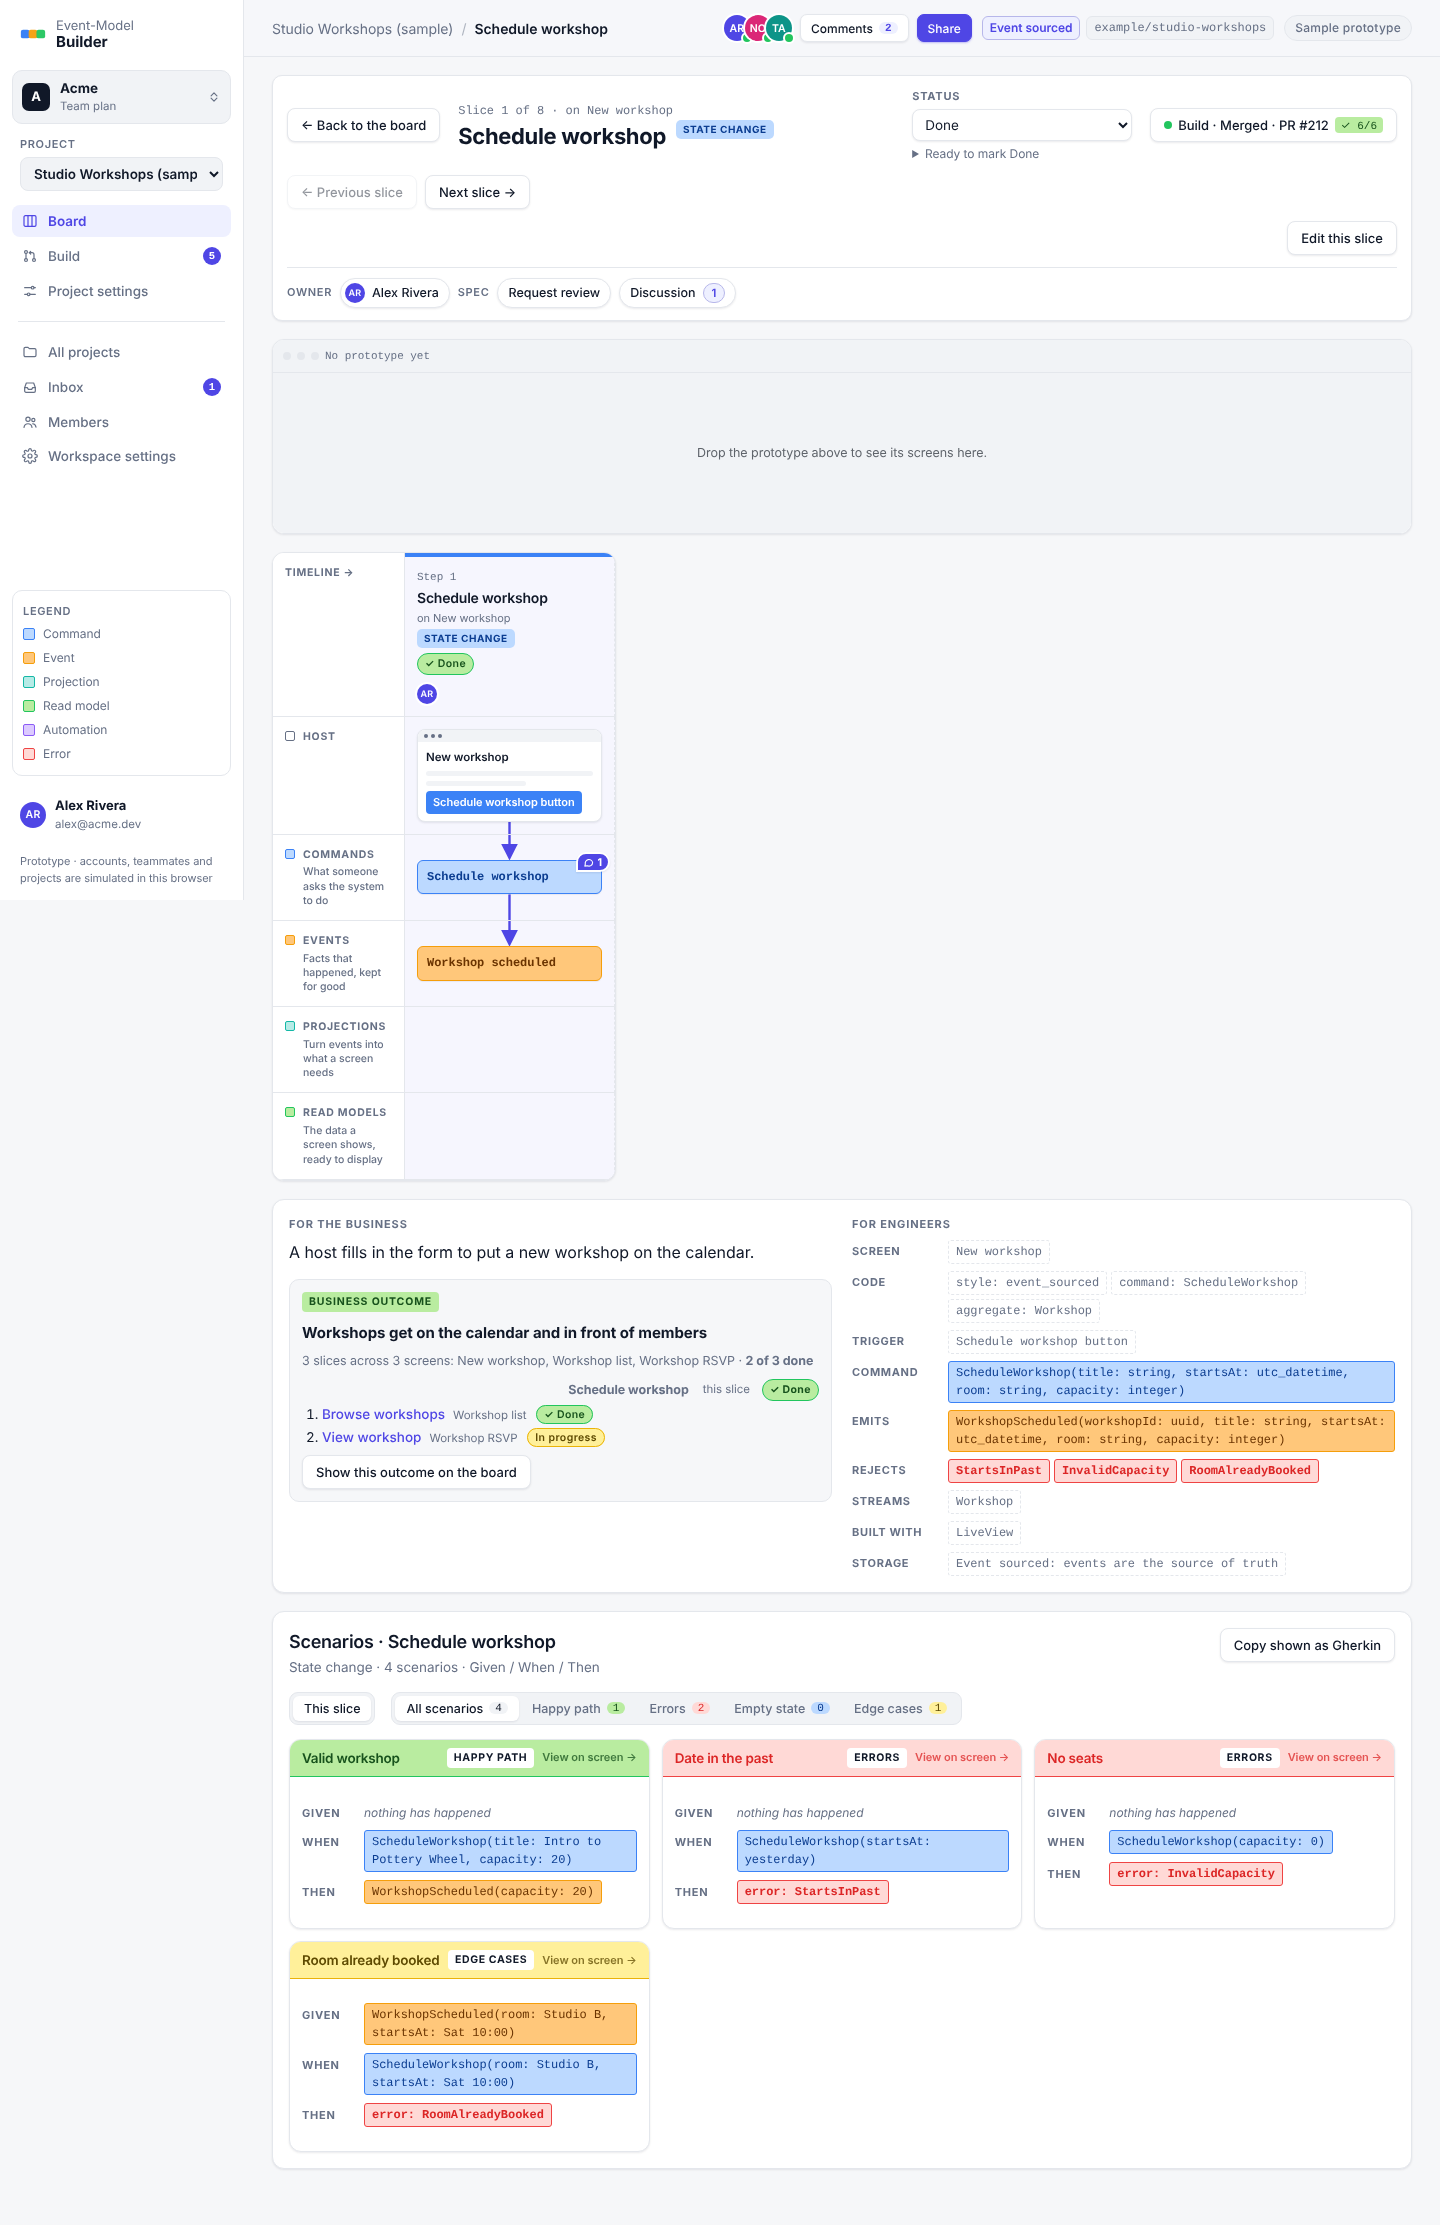 Event-Model
Builder
A
Acme
Team plan
PROJECT
Studio Workshops (samp
Board
Build 5
Project settings
All projects
Inbox 1
Members
Workspace settings
LEGEND
Command
Event
Projection
Read model
Automation
Error
AR
Alex Rivera
alex@acme.dev
Prototype · accounts, teammates and
projects are simulated in this browser
Studio Workshops (sample) / Schedule workshop
AR NO TA Comments 2 Share Event sourced example/studio-workshops Sample prototype
← Back to the board
Slice 1 of 8 · on New workshop
Schedule workshop STATE CHANGE
STATUS
Done
▶ Ready to mark Done
Build · Merged · PR #212 ✓ 6/6
← Previous slice Next slice →
Edit this slice
OWNER AR Alex Rivera SPEC Request review Discussion 1
No prototype yet
Drop the prototype above to see its screens here.
TIMELINE →
Step 1
Schedule workshop
on New workshop
STATE CHANGE
✓ Done
AR
HOST
New workshop
Schedule workshop button
COMMANDS
What someone
asks the system
to do
1
Schedule workshop
EVENTS
Facts that
happened, kept
for good
Workshop scheduled
PROJECTIONS
Turn events into
what a screen
needs
READ MODELS
The data a
screen shows,
ready to display
FOR THE BUSINESS
A host fills in the form to put a new workshop on the calendar.
BUSINESS OUTCOME
Workshops get on the calendar and in front of members
3 slices across 3 screens: New workshop, Workshop list, Workshop RSVP · 2 of 3 done
Schedule workshop this slice ✓ Done
1. Browse workshops Workshop list ✓ Done
2. View workshop Workshop RSVP In progress
Show this outcome on the board
FOR ENGINEERS
SCREEN New workshop
CODE style: event_sourced command: ScheduleWorkshop
aggregate: Workshop
TRIGGER Schedule workshop button
COMMAND ScheduleWorkshop(title: string, startsAt: utc_datetime,
room: string, capacity: integer)
EMITS WorkshopScheduled(workshopId: uuid, title: string, startsAt:
utc_datetime, room: string, capacity: integer)
REJECTS StartsInPast InvalidCapacity RoomAlreadyBooked
STREAMS Workshop
BUILT WITH LiveView
STORAGE Event sourced: events are the source of truth
Scenarios · Schedule workshop
State change · 4 scenarios · Given / When / Then
Copy shown as Gherkin
This slice All scenarios 4 Happy path 1 Errors 2 Empty state 0 Edge cases 1
Valid workshop HAPPY PATH View on screen →
GIVEN nothing has happened
WHEN ScheduleWorkshop(title: Intro to
Pottery Wheel, capacity: 20)
THEN WorkshopScheduled(capacity: 20)
Date in the past ERRORS View on screen →
GIVEN nothing has happened
WHEN ScheduleWorkshop(startsAt:
yesterday)
THEN error: StartsInPast
No seats ERRORS View on screen →
GIVEN nothing has happened
WHEN ScheduleWorkshop(capacity: 0)
THEN error: InvalidCapacity
Room already booked EDGE CASES View on screen →
GIVEN WorkshopScheduled(room: Studio B,
startsAt: Sat 10:00)
WHEN ScheduleWorkshop(room: Studio B,
startsAt: Sat 10:00)
THEN error: RoomAlreadyBooked